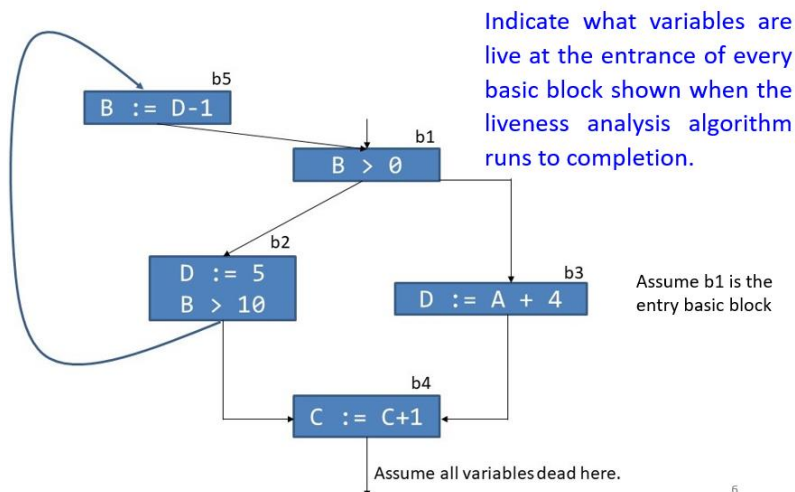 Indicate what variables are
live at the entrance of every
basic block shown when the
liveness analysis algorithm
runs to completion.
b5
B := D-1
b1
B > 0
b2
D := 5
B > 10
b3
D := A + 4
Assume b1 is the
entry basic block
b4
C := C+1
Assume all variables dead here.
6